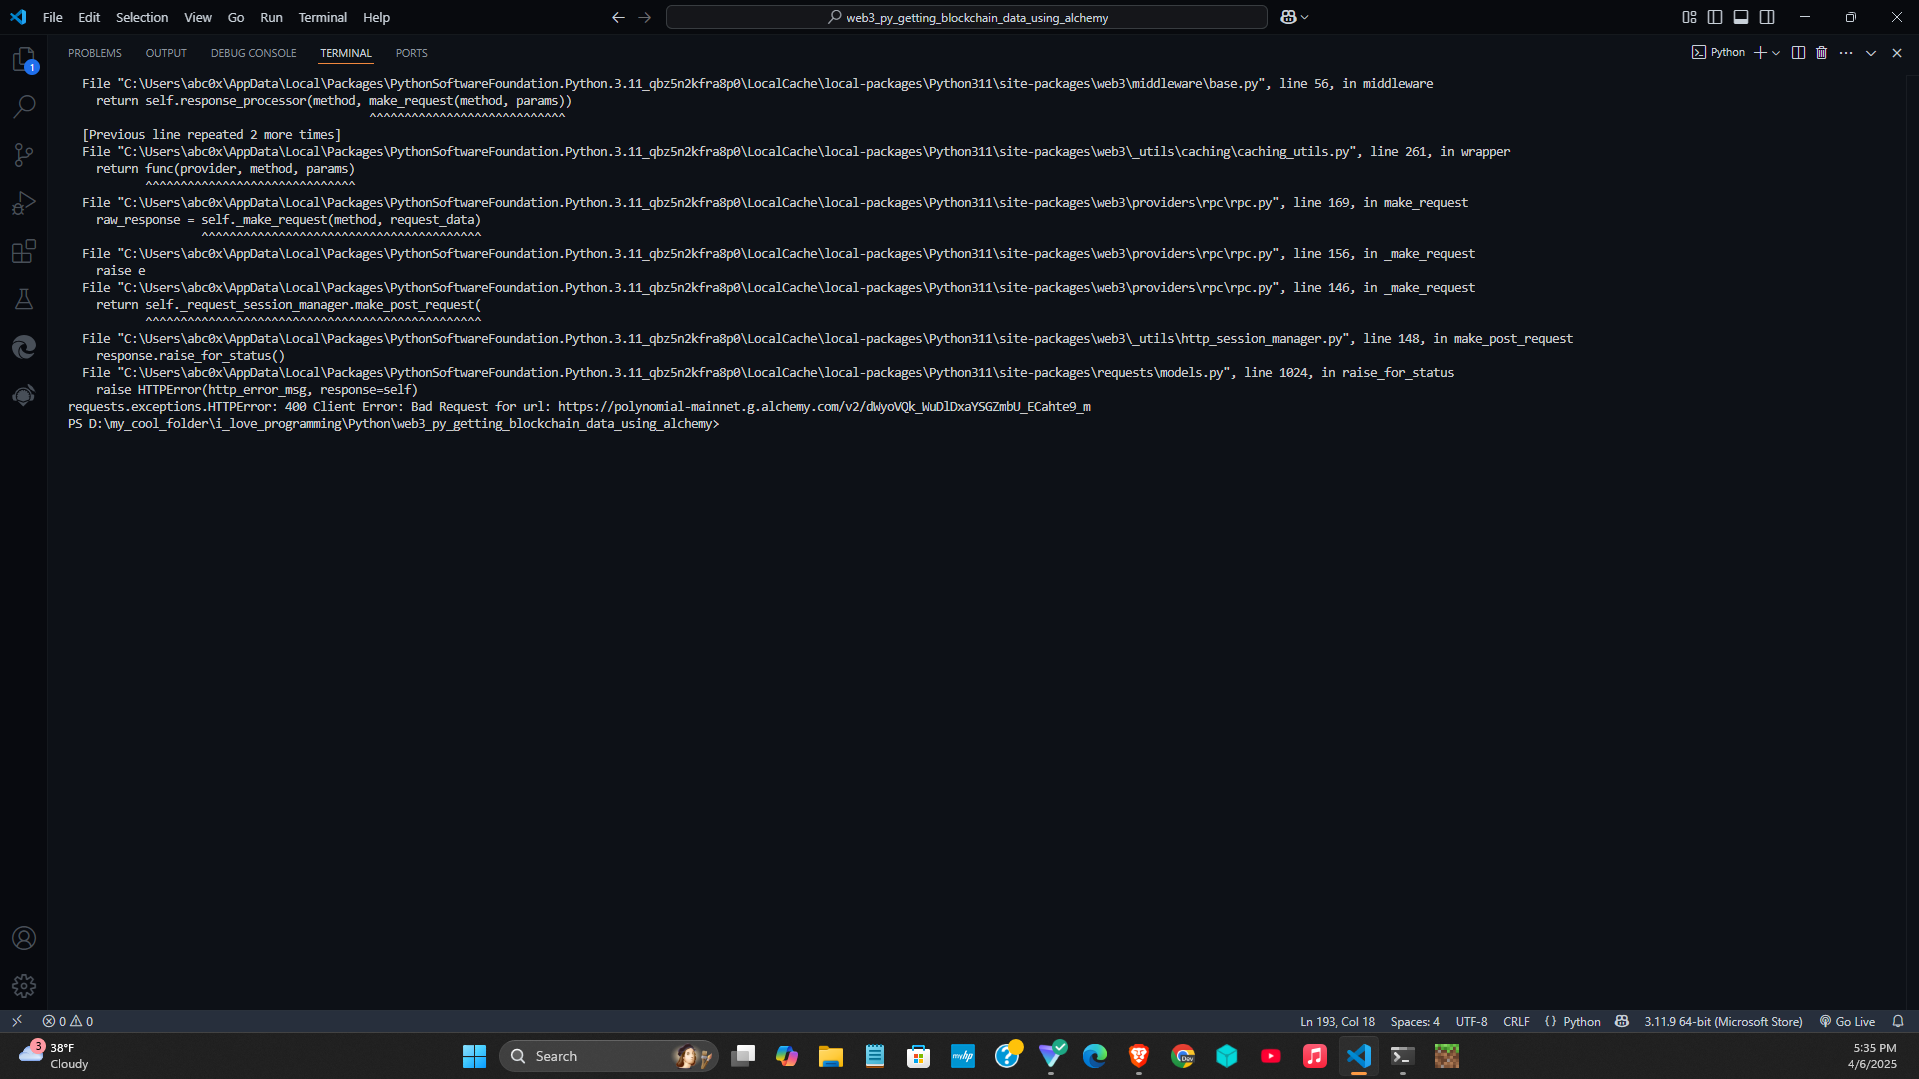 File Edit Selection View Go Run Terminal Help
web3_py_getting_blockchain_data_using_alchemy
1
PROBLEMS OUTPUT DEBUG CONSOLE TERMINAL PORTS
Python
File "C:\Users\abc0x\AppData\Local\Packages\PythonSoftwareFoundation.Python.3.11_qbz5n2kfra8p0\LocalCache\local-packages\Python311\site-packages\web3\middleware\base.py", line 56, in middleware
return self.response_processor(method, make_request(method, params))
^^^^^^^^^^^^^^^^^^^^^^^^^^^^
[Previous line repeated 2 more times]
File "C:\Users\abc0x\AppData\Local\Packages\PythonSoftwareFoundation.Python.3.11_qbz5n2kfra8p0\LocalCache\local-packages\Python311\site-packages\web3\_utils\caching\caching_utils.py", line 261, in wrapper
return func(provider, method, params)
^^^^^^^^^^^^^^^^^^^^^^^^^^^^^^
File "C:\Users\abc0x\AppData\Local\Packages\PythonSoftwareFoundation.Python.3.11_qbz5n2kfra8p0\LocalCache\local-packages\Python311\site-packages\web3\providers\rpc\rpc.py", line 169, in make_request
raw_response = self._make_request(method, request_data)
^^^^^^^^^^^^^^^^^^^^^^^^^^^^^^^^^^^^^^^^
File "C:\Users\abc0x\AppData\Local\Packages\PythonSoftwareFoundation.Python.3.11_qbz5n2kfra8p0\LocalCache\local-packages\Python311\site-packages\web3\providers\rpc\rpc.py", line 156, in _make_request
raise e
File "C:\Users\abc0x\AppData\Local\Packages\PythonSoftwareFoundation.Python.3.11_qbz5n2kfra8p0\LocalCache\local-packages\Python311\site-packages\web3\providers\rpc\rpc.py", line 146, in _make_request
return self._request_session_manager.make_post_request(
^^^^^^^^^^^^^^^^^^^^^^^^^^^^^^^^^^^^^^^^^^^^^^^^
File "C:\Users\abc0x\AppData\Local\Packages\PythonSoftwareFoundation.Python.3.11_qbz5n2kfra8p0\LocalCache\local-packages\Python311\site-packages\web3\_utils\http_session_manager.py", line 148, in make_post_request
response.raise_for_status()
File "C:\Users\abc0x\AppData\Local\Packages\PythonSoftwareFoundation.Python.3.11_qbz5n2kfra8p0\LocalCache\local-packages\Python311\site-packages\requests\models.py", line 1024, in raise_for_status
raise HTTPError(http_error_msg, response=self)
requests.exceptions.HTTPError: 400 Client Error: Bad Request for url: https://polynomial-mainnet.g.alchemy.com/v2/dWyoVQk_WuDlDxaYSGZmbU_ECahte9_m
PS D:\my_cool_folder\i_love_programming\Python\web3_py_getting_blockchain_data_using_alchemy>
0 0 Ln 193, Col 18 Spaces: 4 UTF-8 CRLF {} Python 3.11.9 64-bit (Microsoft Store) Go Live
3
38°F
Cloudy
Search
myhp
Dev
5:35 PM
4/6/2025